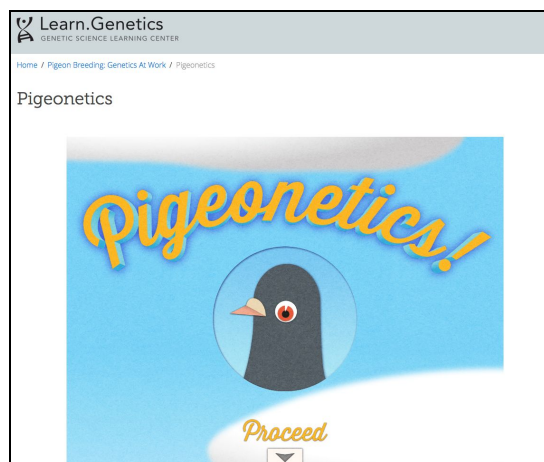 Learn.Genetics
GENETIC SCIENCE LEARNING CENTER
Home / Pigeon Breeding: Genetics At Work / Pigeonetics
Pigeonetics
Pigeonetics!
Proceed